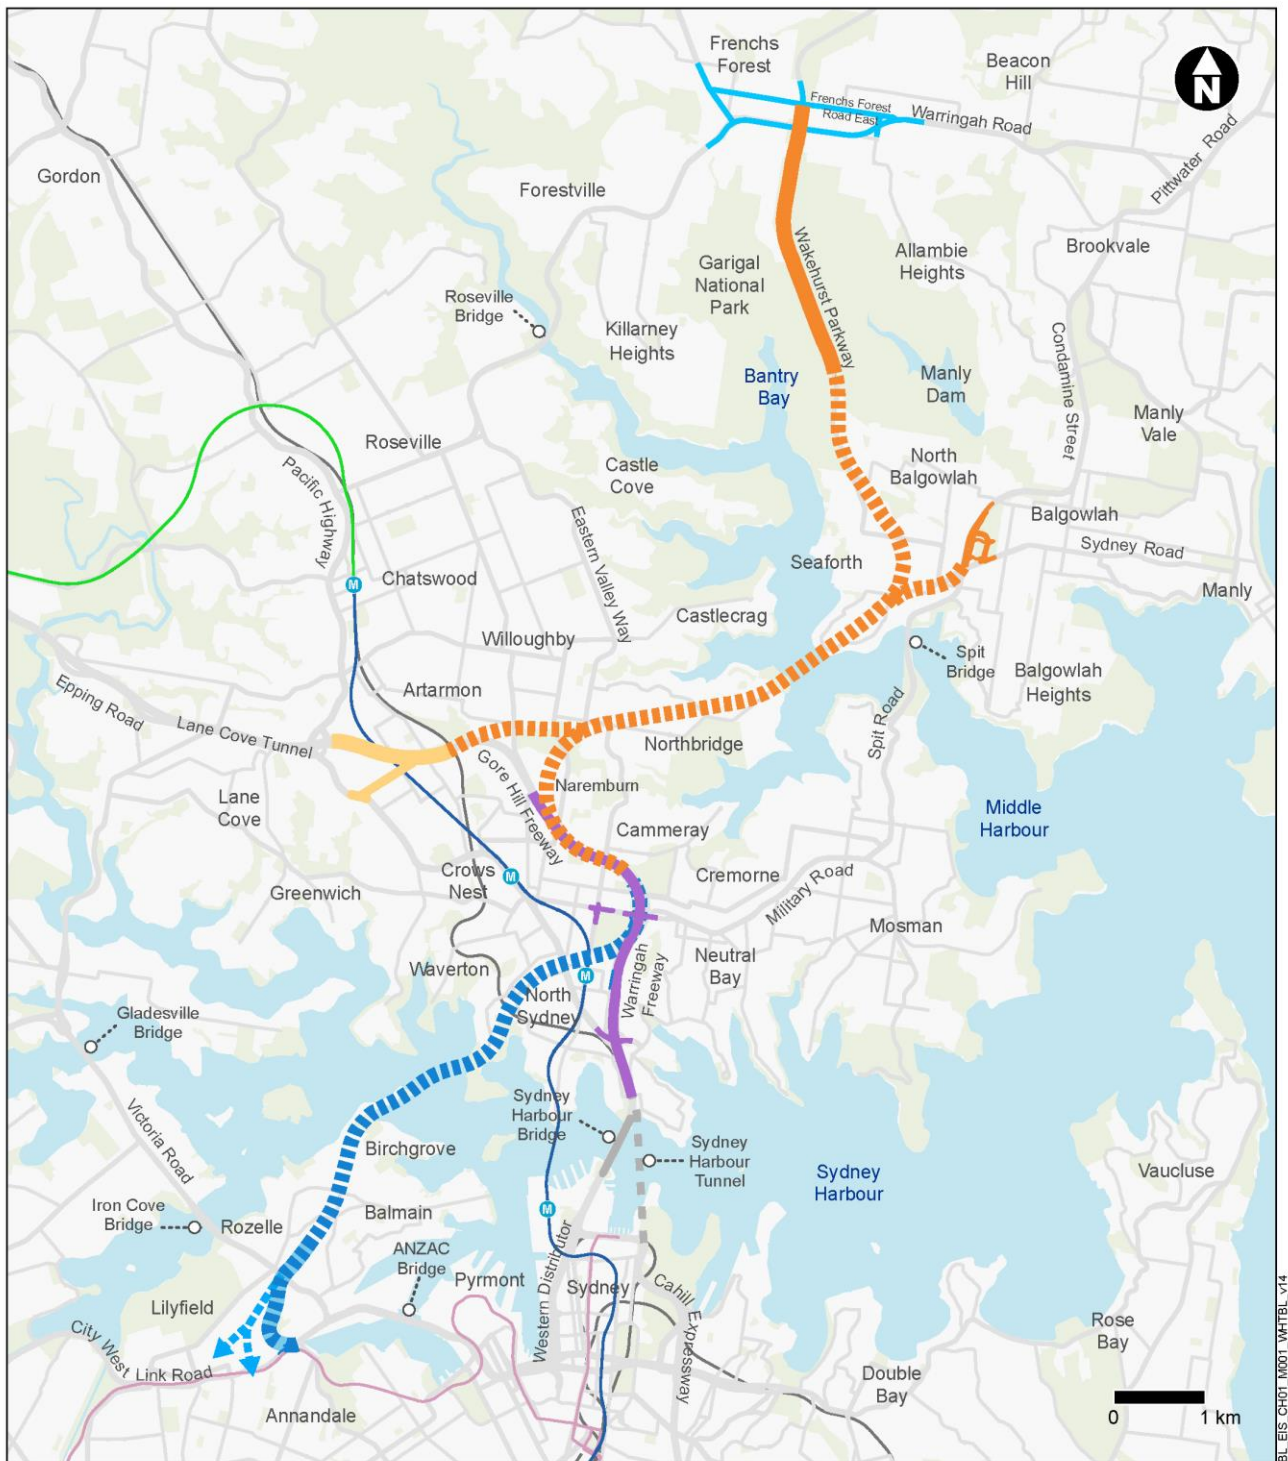 Frenchs
Forest
Beacon
Hill
N
Frenchs Forest
Road East
Warringah Road
Pittwater Road
Gordon
Forestville
Wakehurst Parkway
Allambie
Heights
Brookvale
Garigal
National
Park
Roseville
Bridge
Killarney
Heights
Condamine Street
Bantry
Bay
Manly
Dam
Manly
Vale
Roseville
Pacific Highway
Castle
Cove
North
Balgowlah
Eastern Valley Way
Balgowlah
Sydney Road
Seaforth
M
Chatswood
Manly
Castlecrag
Willoughby
Spit
Bridge
Balgowlah
Heights
Epping Road
Artarmon
Lane Cove Tunnel
Spit Road
Northbridge
Gore Hill Freeway
Naremburn
Lane
Cove
Middle
Harbour
Cammeray
Crows
Nest
M
Cremorne
Military Road
Greenwich
Mosman
Waverton
Warringah
Freeway
Neutral
Bay
M
North
Sydney
Gladesville
Bridge
Sydney
Harbour
Bridge
Victoria Road
Birchgrove
Sydney
Harbour
Tunnel
Sydney
Harbour
Vaucluse
Iron Cove
Bridge
Rozelle
Balmain
M
ANZAC
Bridge
Western Distributor
Pyrmont
Sydney
Cahill Expressway
Lilyfield
City West
Link Road
Rose
Bay
Double
Bay
Annandale
0 1 km
BL_EIS_CH01_M001_WHTBL_v14